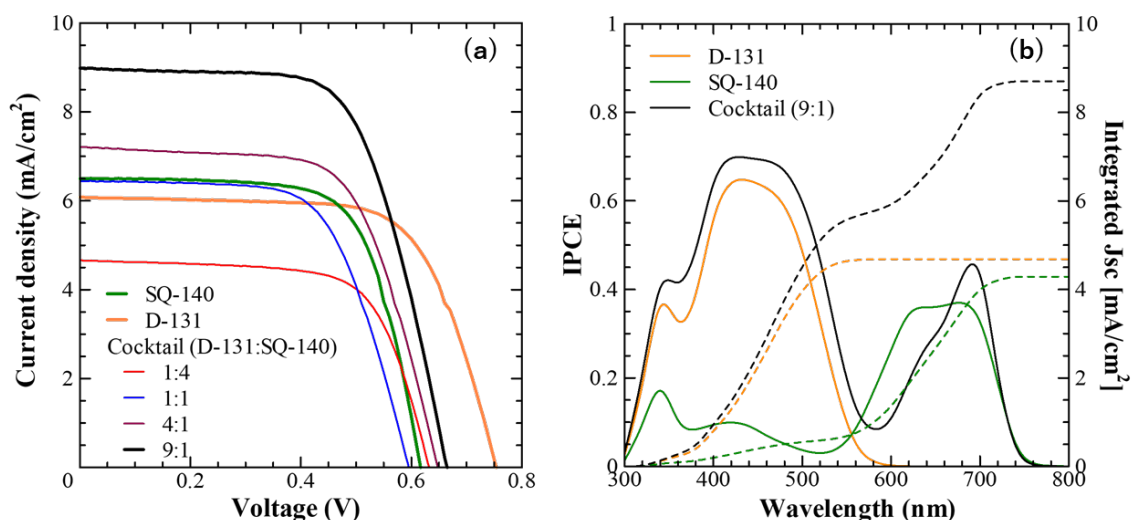 (a)
Current density (mA/cm²)
10
8
6
4
2
0
SQ-140
D-131
Cocktail (D-131:SQ-140)
1:4
1:1
4:1
9:1
0 0.2 0.4 0.6 0.8
Voltage (V)
(b)
IPCE
1
0.8
0.6
0.4
0.2
0
D-131
SQ-140
Cocktail (9:1)
10
8
6
4
2
0
Integrated Jsc [mA/cm²]
300 400 500 600 700 800
Wavelength (nm)